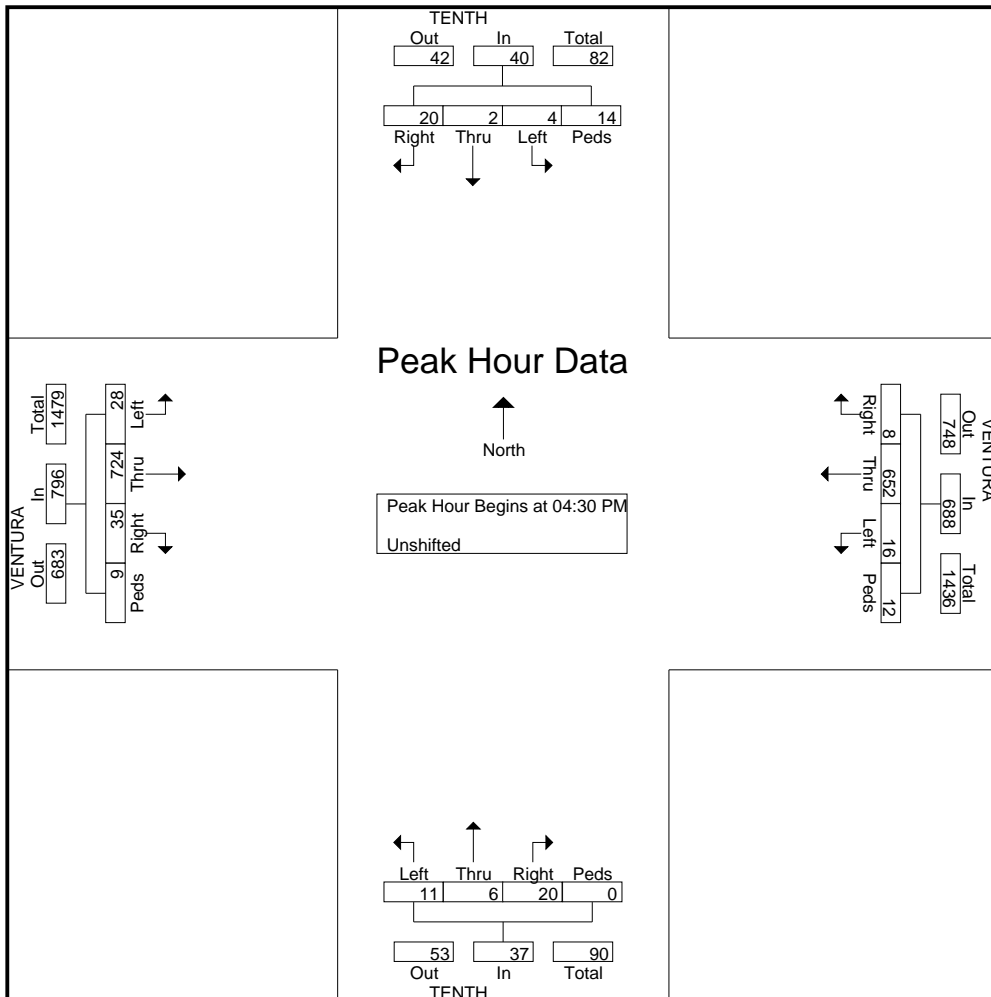 TENTH
Out In Total
42 40 82
20 2 4 14
Right Thru Left Peds
Peak Hour Data
North
Peak Hour Begins at 04:30 PM
Unshifted
VENTURA
Total In Out
1479 796 683
28 724 35 9
Left Thru Right Peds
Right Thru Left Peds
8 652 16 12
748 688 1436
Out In Total
VENTURA
Left Thru Right Peds
11 6 20 0
53 37 90
Out In Total
TENTH